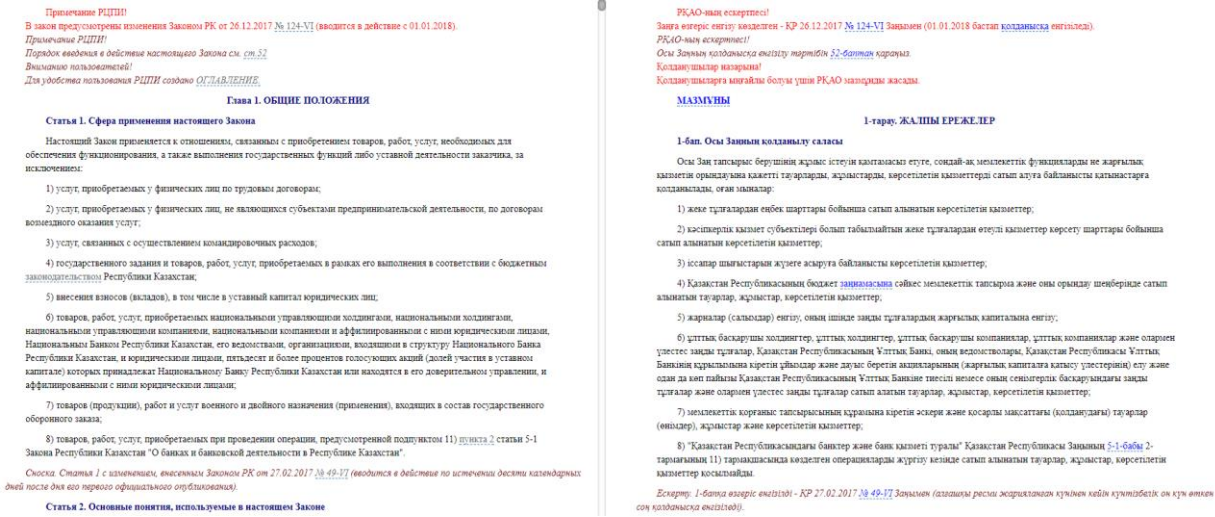 Примечание РЦПИ!
В закон предусмотрены изменения Законом РК от 26.12.2017 № 124-VI (вводится в действие с 01.01.2018).
Примечание РЦПИ!
Порядок введения в действие настоящего Закона см. ст.52
Вниманию пользователей!
Для удобства пользования РЦПИ создано ОГЛАВЛЕНИЕ.
Глава 1. ОБЩИЕ ПОЛОЖЕНИЯ
Статья 1. Сфера применения настоящего Закона
Настоящий Закон применяется к отношениям, связанным с приобретением товаров, работ, услуг, необходимых для
обеспечения функционирования, а также выполнения государственных функций либо уставной деятельности заказчика, за
исключением:
1) услуг, приобретаемых у физических лиц по трудовым договорам;
2) услуг, приобретаемых у физических лиц, не являющихся субъектами предпринимательской деятельности, по договорам
возмездного оказания услуг;
3) услуг, связанных с осуществлением командировочных расходов;
4) государственного задания и товаров, работ, услуг, приобретаемых в рамках его выполнения в соответствии с бюджетным
законодательством Республики Казахстан;
5) внесения взносов (вкладов), в том числе в уставный капитал юридических лиц;
6) товаров, работ, услуг, приобретаемых национальными управляющими холдингами, национальными холдингами,
национальными управляющими компаниями, национальными компаниями и аффилированными с ними юридическими лицами,
Национальным Банком Республики Казахстан, его ведомствами, организациями, входящими в структуру Национального Банка
Республики Казахстан, и юридическими лицами, пятьдесят и более процентов голосующих акций (долей участия в уставном
капитале) которых принадлежат Национальному Банку Республики Казахстан или находятся в его доверительном управлении, и
аффилированными с ними юридическими лицами;
7) товаров (продукции), работ и услуг военного и двойного назначения (применения), входящих в состав государственного
оборонного заказа;
8) товаров, работ, услуг, приобретаемых при проведении операции, предусмотренной подпунктом 11) пункта 2 статьи 5-1
Закона Республики Казахстан "О банках и банковской деятельности в Республике Казахстан".
Сноска. Статья 1 с изменением, внесенным Законом РК от 27.02.2017 № 49-VI (вводится в действие по истечении десяти календарных
дней после дня его первого официального опубликования).
Статья 2. Основные понятия, используемые в настоящем Законе
РҚАО-ның ескертпесі!
Заңға өзгеріс енгізу көзделген - ҚР 26.12.2017 № 124-VI Заңымен (01.01.2018 бастап қолданысқа енгізіледі).
РҚАО-ның ескертпесі!
Осы Заңның қолданысқа енгізілу тәртібін 52-баптан қараңыз.
Қолданушылар назарына!
Қолданушыларға ыңғайлы болуы үшін РҚАО мазмұнды жасады.
МАЗМҰНЫ
1-тарау. ЖАЛПЫ ЕРЕЖЕЛЕР
1-бап. Осы Заңның қолданылу саласы
Осы Заң тапсырыс берушінің жұмыс істеуін қамтамасыз етуге, сондай-ақ мемлекеттік функцияларды не жарғылық
қызметін орындауына қажетті тауарларды, жұмыстарды, көрсетілетін қызметтерді сатып алуға байланысты қатынастарға
қолданылады, оған мыналар:
1) жеке тұлғалардан еңбек шарттары бойынша сатып алынатын көрсетілетін қызметтер;
2) кәсіпкерлік қызмет субъектілері болып табылмайтын жеке тұлғалардан өтеулі қызметтер көрсету шарттары бойынша
сатып алынатын көрсетілетін қызметтер;
3) іссапар шығыстарын жүзеге асыруға байланысты көрсетілетін қызметтер;
4) Қазақстан Республикасының бюджет заңнамасына сәйкес мемлекеттік тапсырма және оны орындау шеңберінде сатып
алынатын тауарлар, жұмыстар, көрсетілетін қызметтер;
5) жарналар (салымдар) енгізу, оның ішінде заңды тұлғалардың жарғылық капиталына енгізу;
6) ұлттық басқарушы холдингтер, ұлттық холдингтер, ұлттық басқарушы компаниялар, ұлттық компаниялар және олармен
үлестес заңды тұлғалар, Қазақстан Республикасының Ұлттық Банкі, оның ведомстволары, Қазақстан Республикасы Ұлттық
Банкінің құрылымына кіретін ұйымдар және дауыс беретін акцияларының (жарғылық капиталға қатысу үлестерінің) елу және
одан да көп пайызы Қазақстан Республикасының Ұлттық Банкіне тиесілі немесе оның сенімгерлік басқаруындағы заңды
тұлғалар және олармен үлестес заңды тұлғалар сатып алатын тауарлар, жұмыстар, көрсетілетін қызметтер;
7) мемлекеттік қорғаныс тапсырысының құрамына кіретін әскери және қосарлы мақсаттағы (қолданудағы) тауарлар
(өнімдер), жұмыстар және көрсетілетін қызметтер;
8) "Қазақстан Республикасындағы банктер және банк қызметі туралы" Қазақстан Республикасы Заңының 5-1-бабы 2-
тармағының 11) тармақшасында көзделген операцияларды жүргізу кезінде сатып алынатын тауарлар, жұмыстар, көрсетілетін
қызметтер қосылмайды.
Ескерту. 1-бапқа өзгеріс енгізілді - ҚР 27.02.2017 № 49-VI Заңымен (алғашқы ресми жарияланған күнінен кейін күнтізбелік он күн өткен
соң қолданысқа енгізіледі).